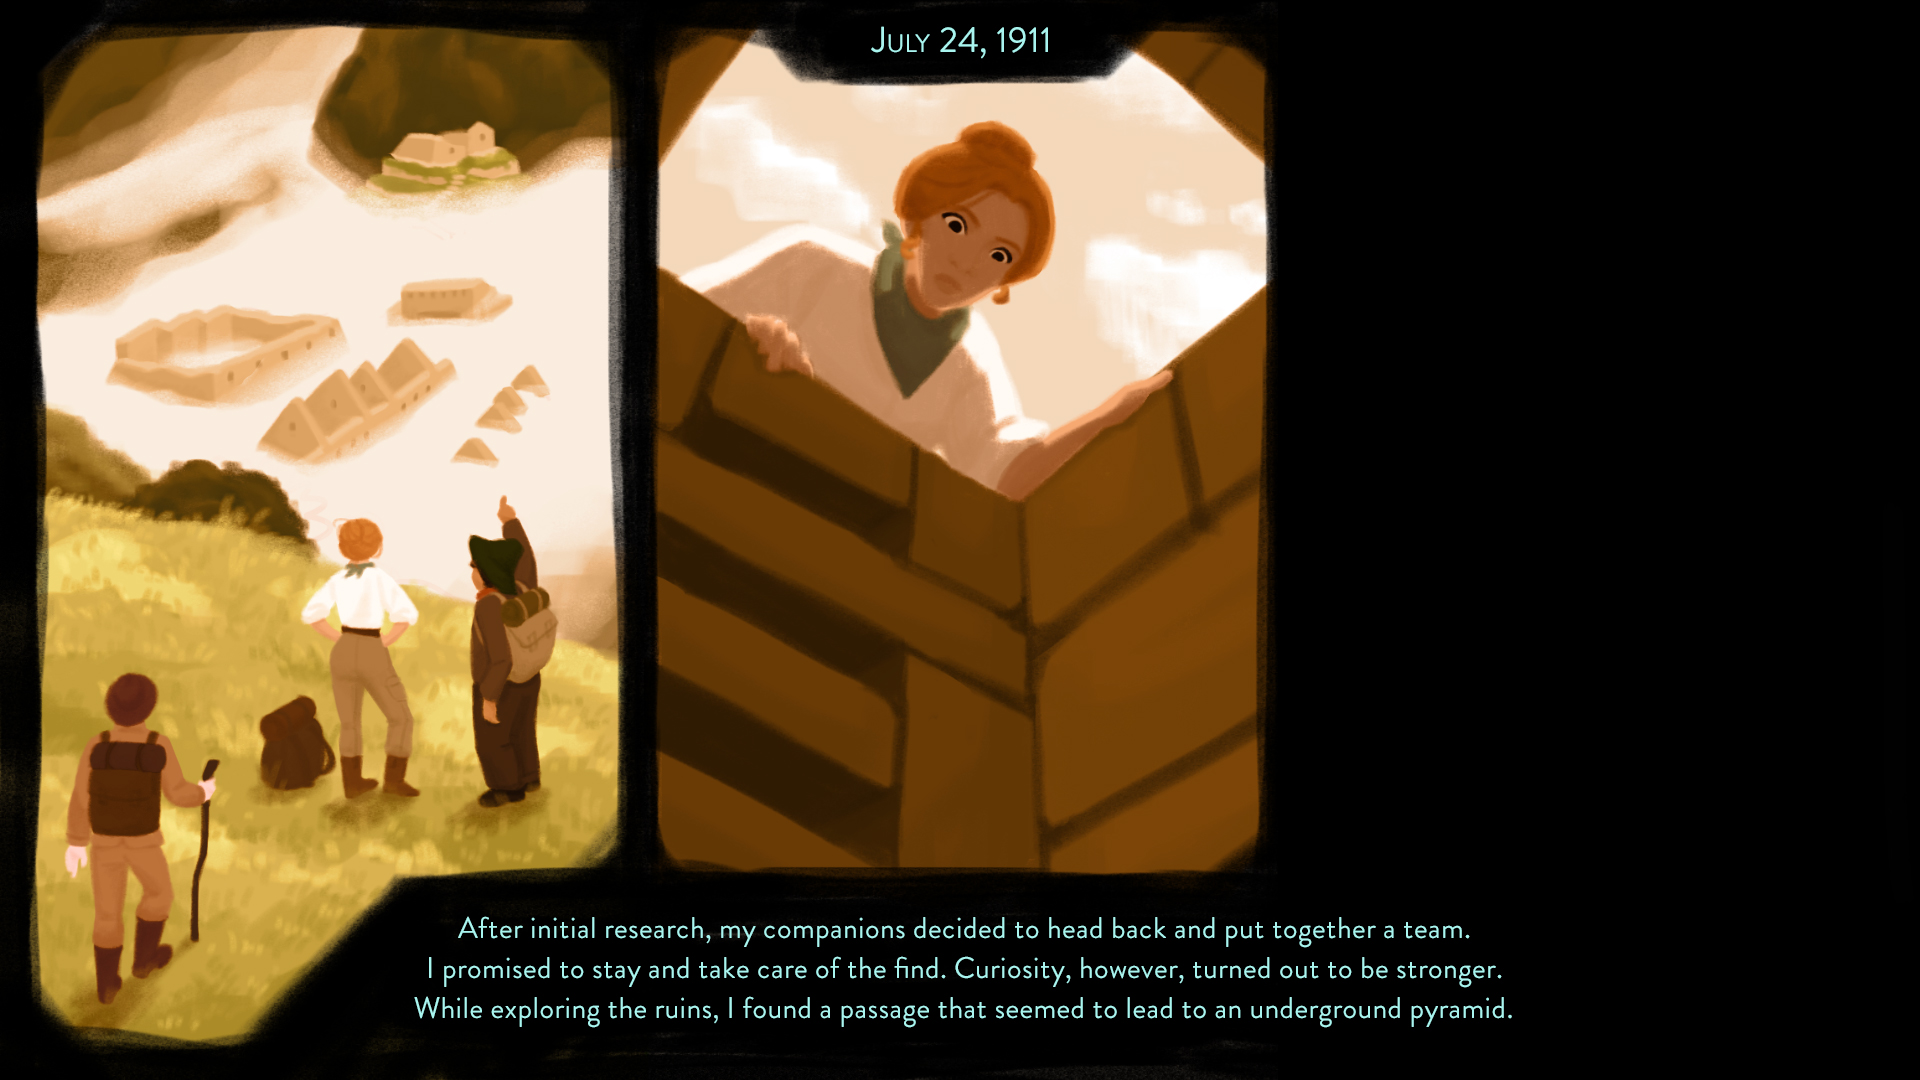 July 24, 1911
After initial research, my companions decided to head back and put together a team.
I promised to stay and take care of the find. Curiosity, however, turned out to be stronger.
While exploring the ruins, I found a passage that seemed to lead to an underground pyramid.